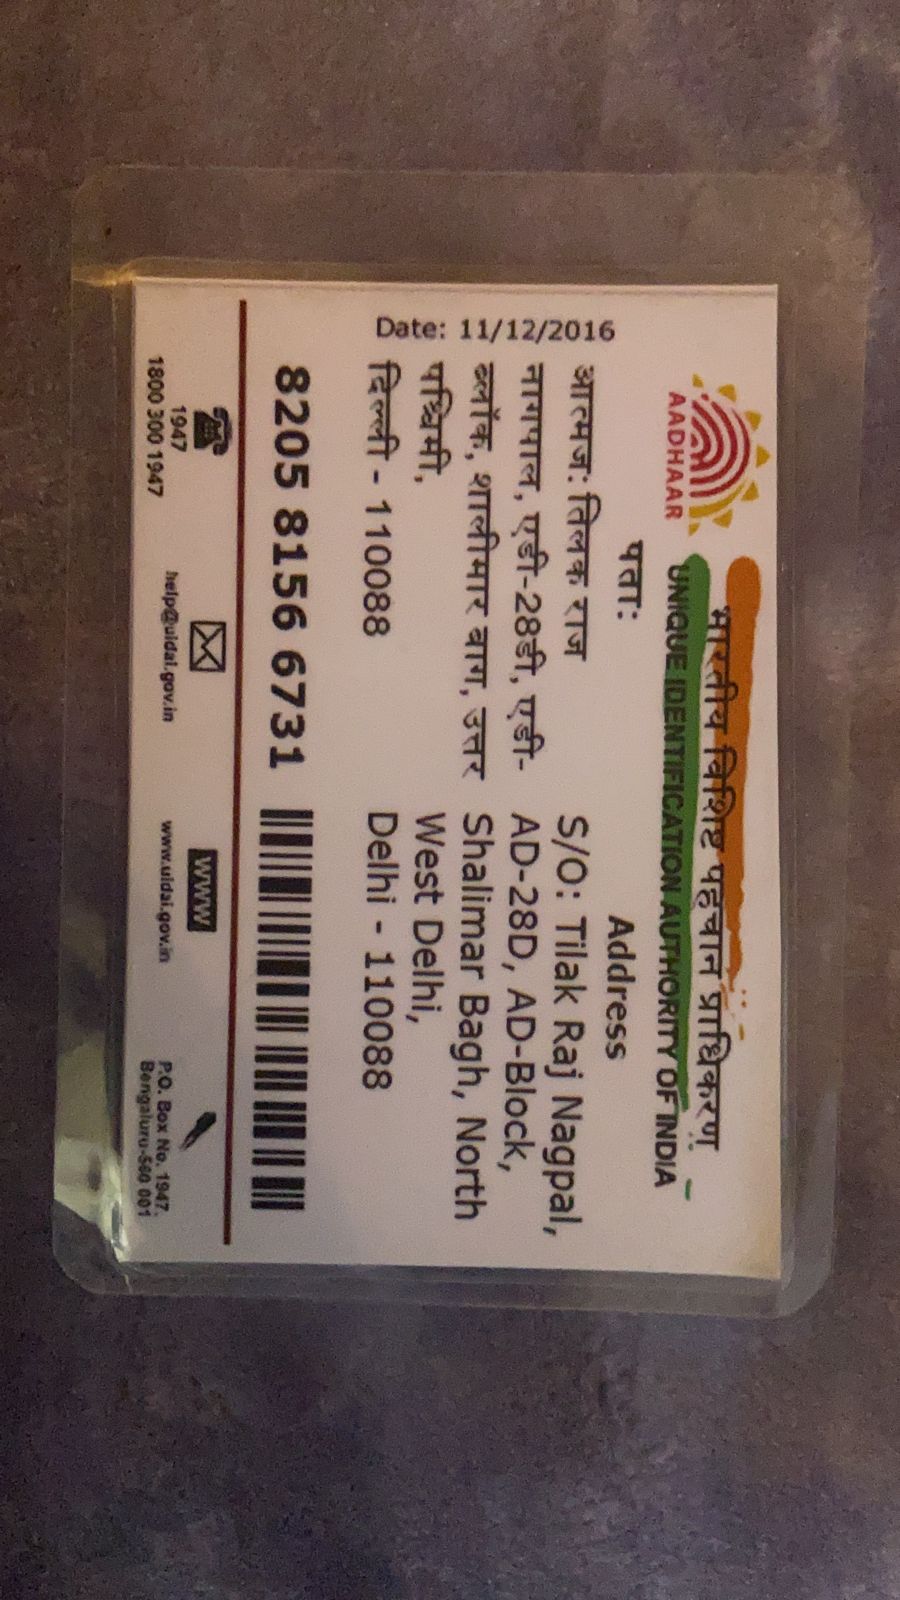 भारतीय विशिष्ट पहचान प्राधिकरण
UNIQUE IDENTIFICATION AUTHORITY OF INDIA
AADHAAR
Date: 11/12/2016
पता:
आत्मज: तिलक राज
नागपाल, एडी-28डी, एडी-
ब्लॉक, शालीमार बाग, उत्तर
पश्चिमी,
दिल्ली - 110088
Address
S/O: Tilak Raj Nagpal,
AD-28D, AD-Block,
Shalimar Bagh, North
West Delhi,
Delhi - 110088
8205 8156 6731
1947
1800 300 1947
help@uidai.gov.in
www
www.uidai.gov.in
P.O. Box No. 1947,
Bengaluru-560 001